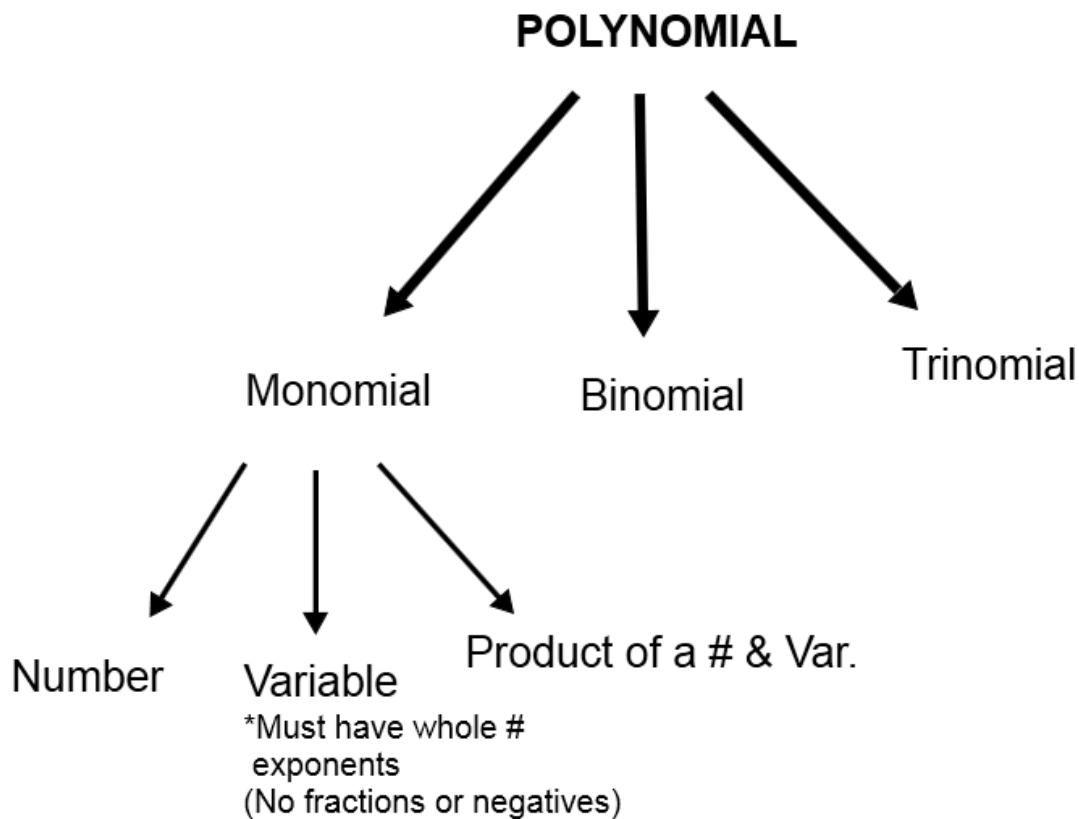 POLYNOMIAL
Monomial
Binomial
Trinomial
Number
Variable
*Must have whole #
exponents
(No fractions or negatives)
Product of a # & Var.